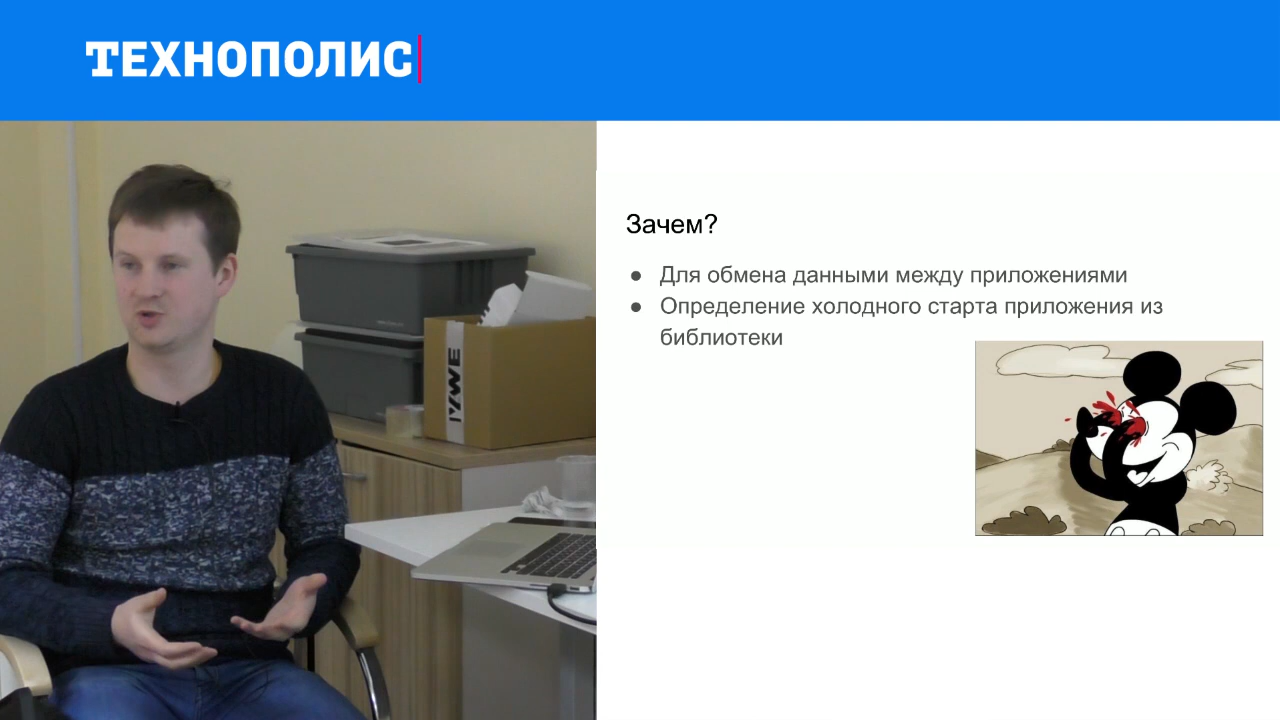 ТЕХНОПОЛИС
Зачем?
● Для обмена данными между приложениями
● Определение холодного старта приложения из
библиотеки